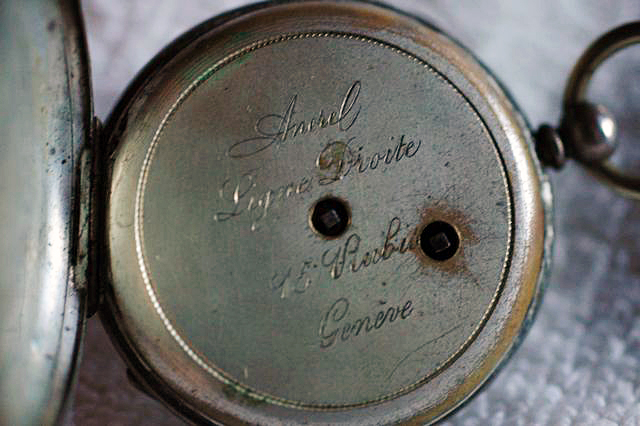 Ancre
Ligne Droite
15 Rubis
Genève